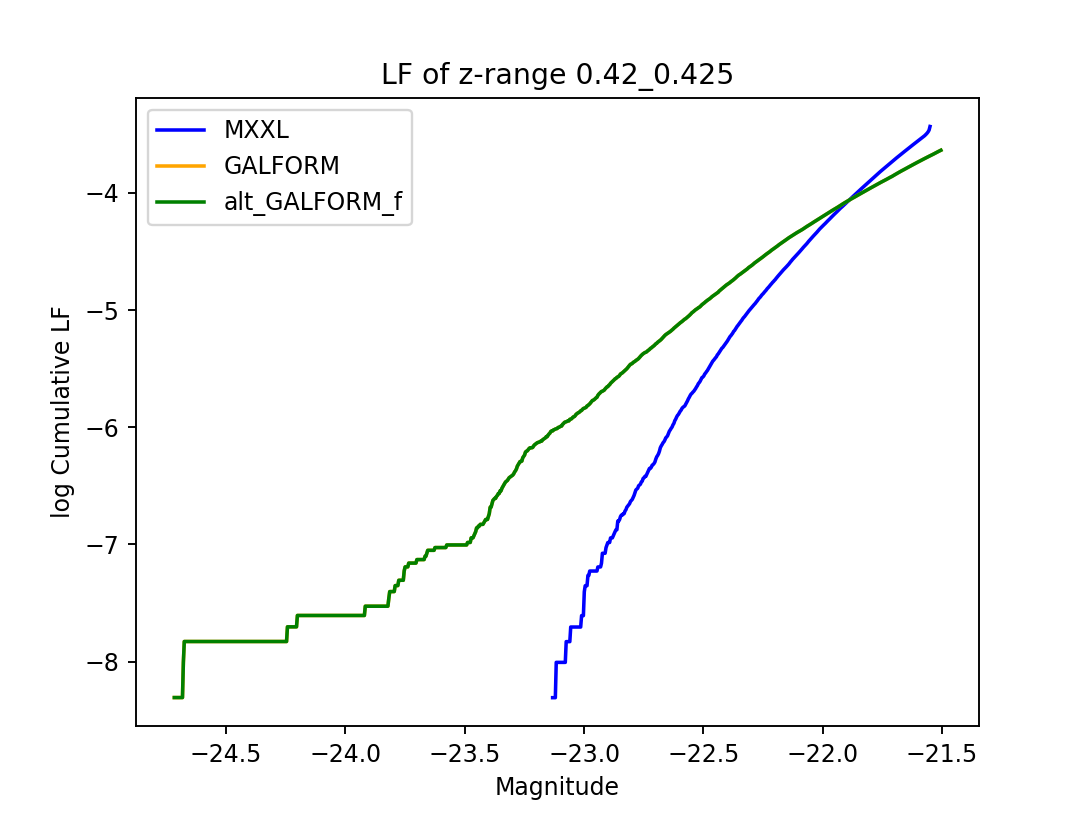 LF of z-range 0.42_0.425
MXXL
GALFORM
alt_GALFORM_f
log Cumulative LF
−4
−5
−6
−7
−8
−24.5
−24.0
−23.5
−23.0
−22.5
−22.0
−21.5
Magnitude